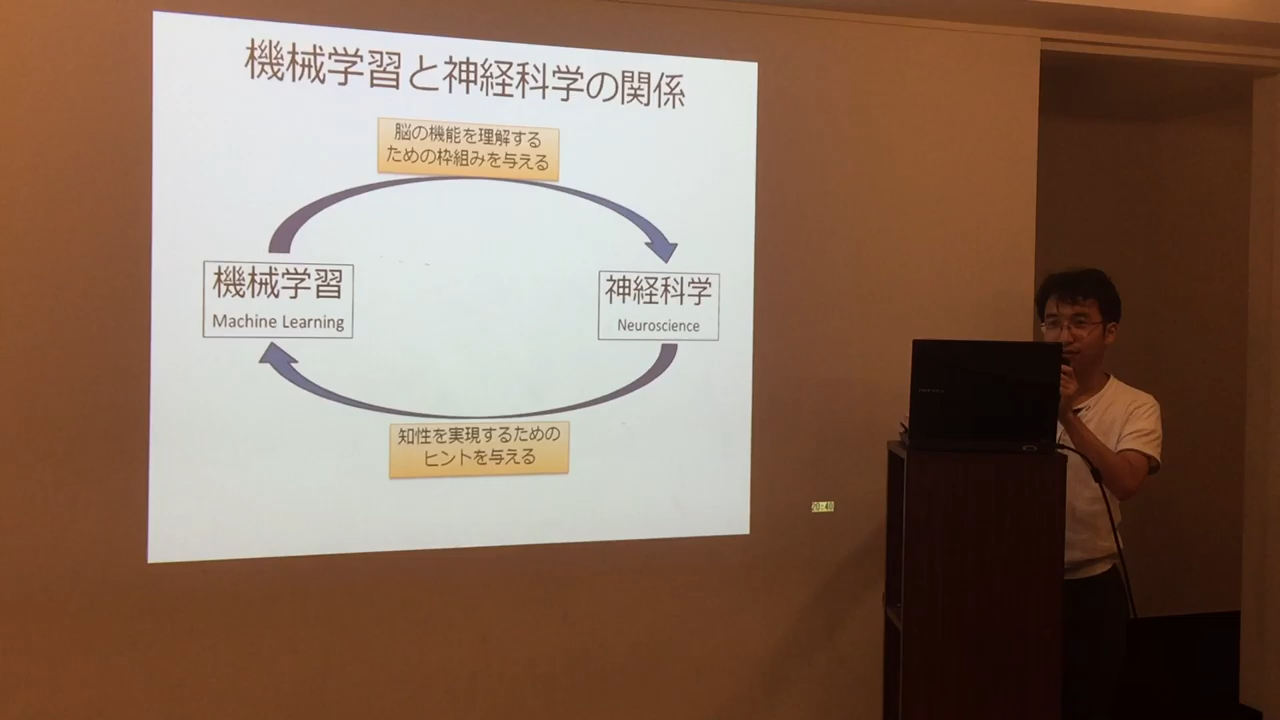 機械学習と神経科学の関係
脳の機能を理解する
ための枠組みを与える
機械学習
Machine Learning
神経科学
Neuroscience
知性を実現するための
ヒントを与える